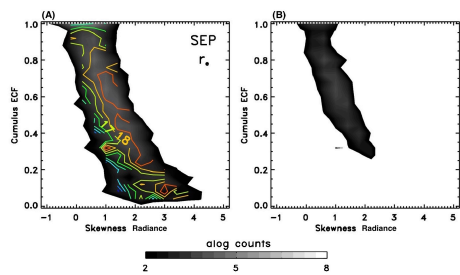 (A)
SEP
rₑ
17
18
Cumulus ECF
1.0
0.8
0.6
0.4
0.2
0.0
-1 0 1 2 3 4 5
Skewness Radiance
(B)
Cumulus ECF
1.0
0.8
0.6
0.4
0.2
0.0
-1 0 1 2 3 4 5
Skewness Radiance
alog counts
2 5 8